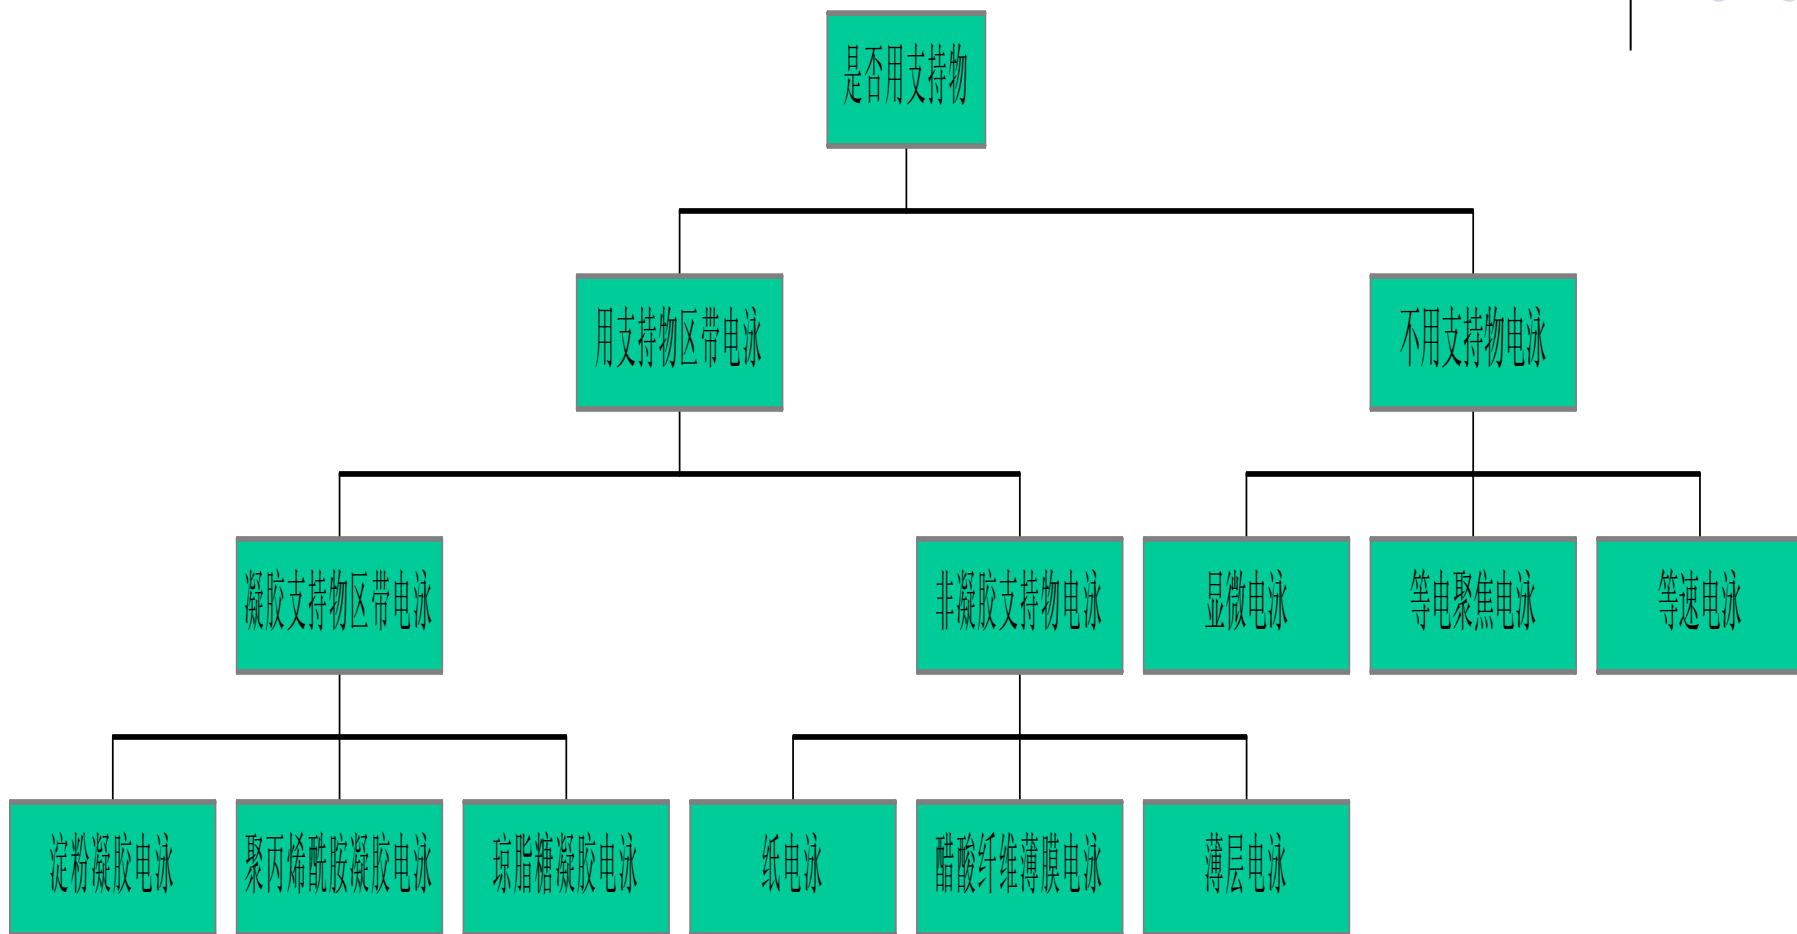 是否用支持物
用支持物区带电泳
不用支持物电泳
凝胶支持物区带电泳
非凝胶支持物电泳
显微电泳
等电聚焦电泳
等速电泳
淀粉凝胶电泳
聚丙烯酰胺凝胶电泳
琼脂糖凝胶电泳
纸电泳
醋酸纤维薄膜电泳
薄层电泳